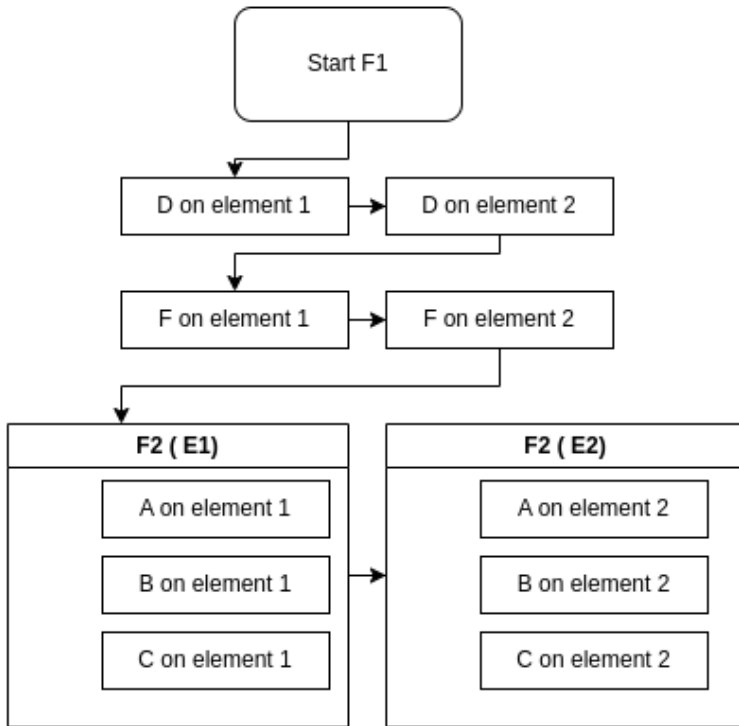 Start F1
D on element 1
D on element 2
F on element 1
F on element 2
F2 ( E1)
A on element 1
B on element 1
C on element 1
F2 ( E2)
A on element 2
B on element 2
C on element 2